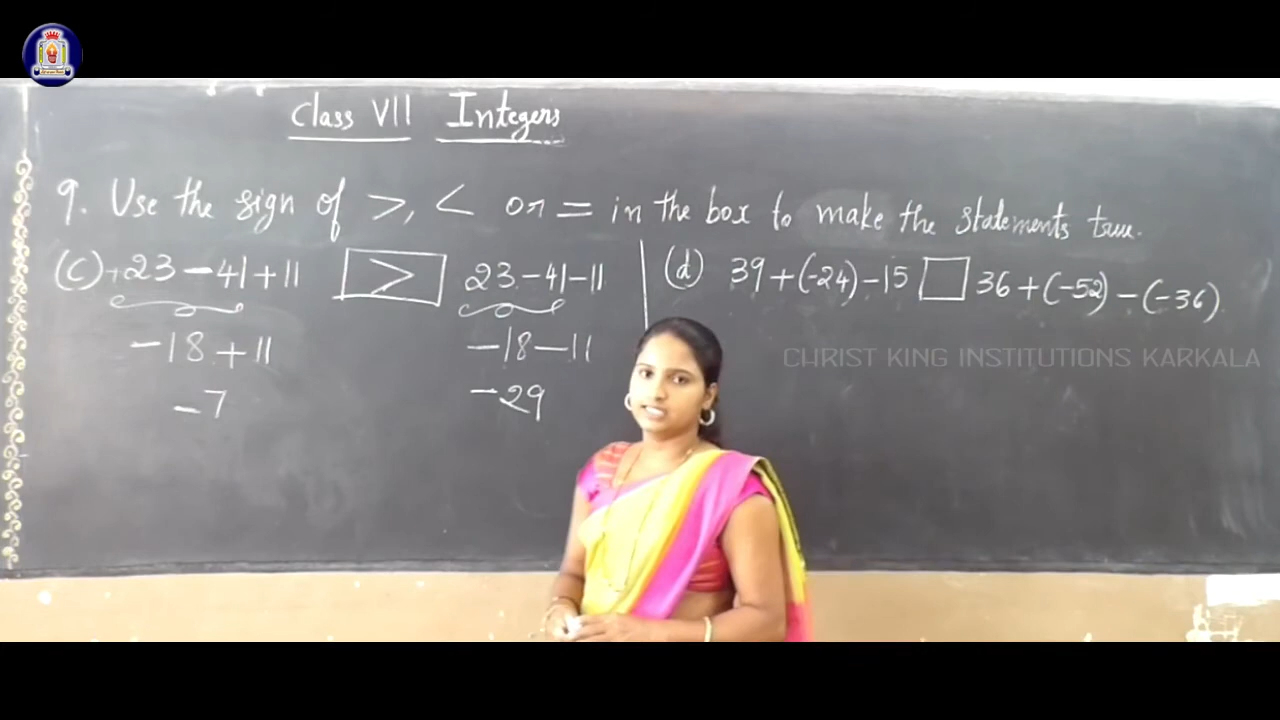 Class VII Integers
9. Use the sign of >, < or = in the box to make the statements true.
(c) +23 - 41 + 11 > 23 - 41 - 11
-18 + 11 -18 - 11
-7 -29
(d) 39 + (-24) - 15 □ 36 + (-52) - (-36)
CHRIST KING INSTITUTIONS KARKALA